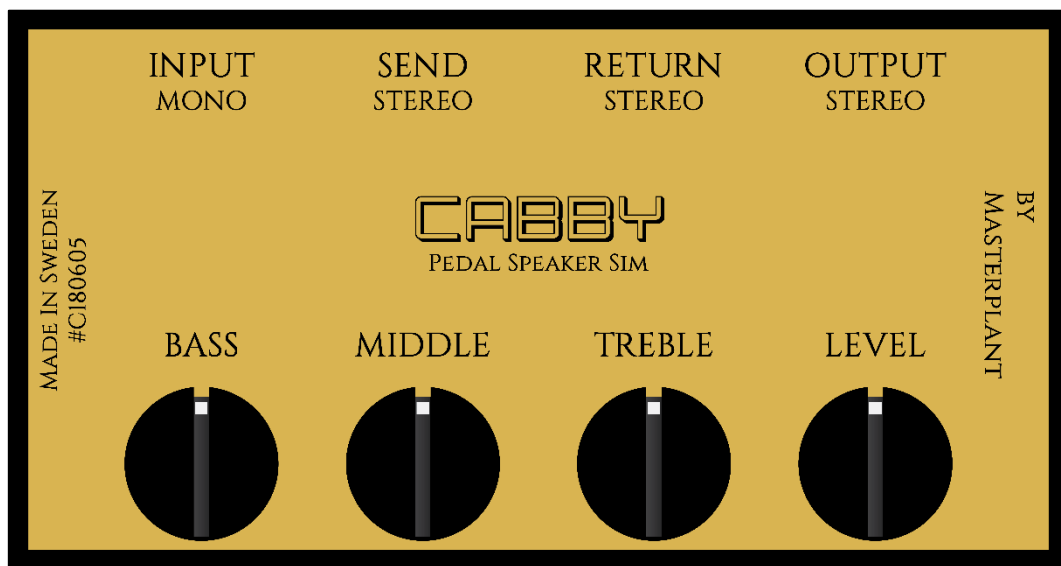 INPUT
MONO
SEND
STEREO
RETURN
STEREO
OUTPUT
STEREO
MADE IN SWEDEN
#C180605
CABBY
PEDAL SPEAKER SIM
BY
MASTERPLANT
BASS
MIDDLE
TREBLE
LEVEL